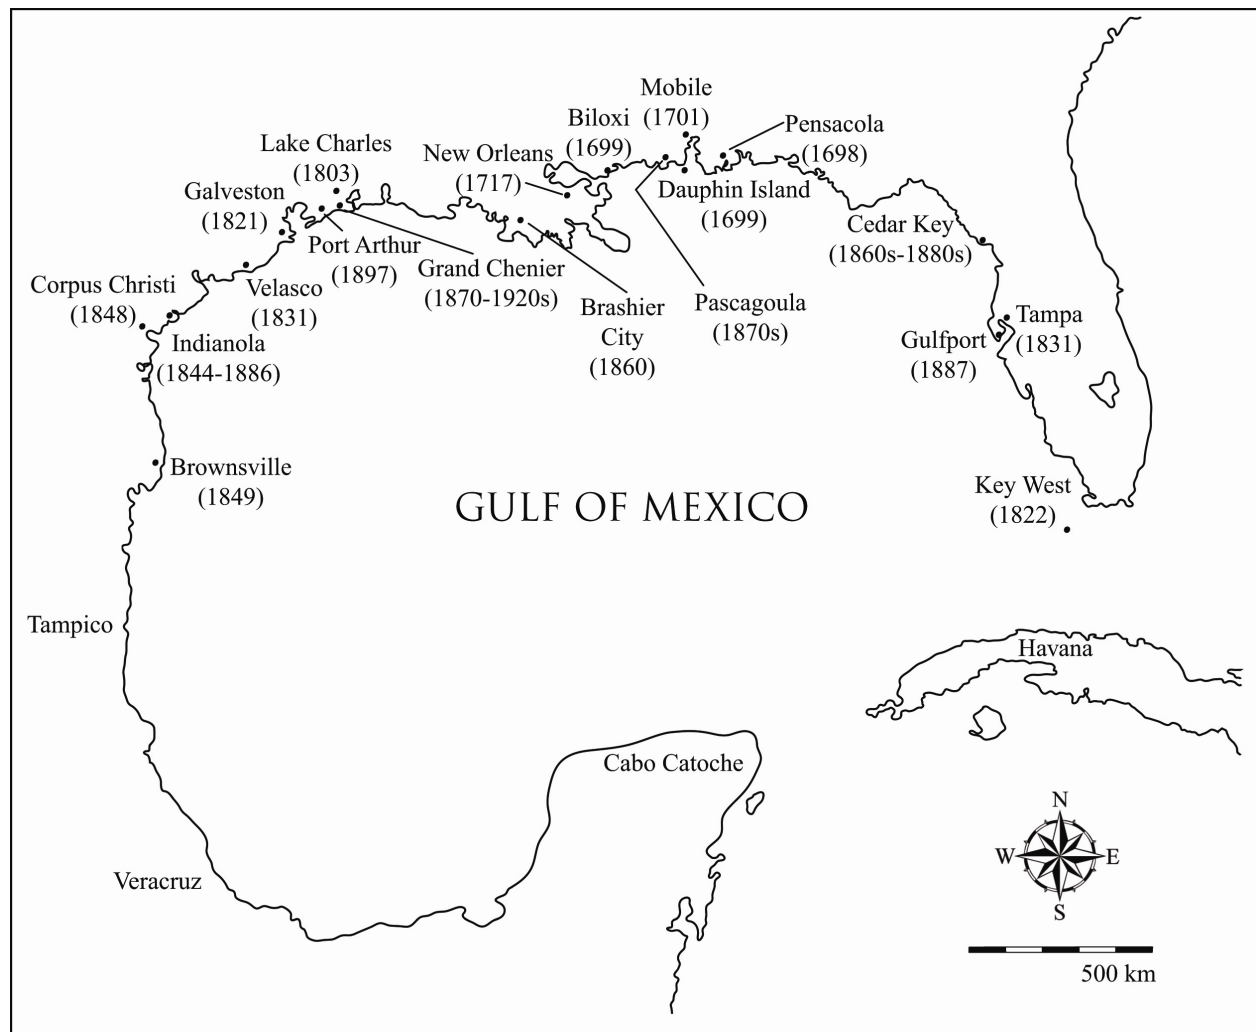 Mobile
(1701)
Biloxi
(1699)
Pensacola
(1698)
Lake Charles
(1803)
New Orleans
(1717)
Dauphin Island
(1699)
Galveston
(1821)
Port Arthur
(1897)
Cedar Key
(1860s-1880s)
Grand Chenier
(1870-1920s)
Corpus Christi
(1848)
Velasco
(1831)
Brashier
City
(1860)
Pascagoula
(1870s)
Tampa
(1831)
Gulfport
(1887)
Indianola
(1844-1886)
Brownsville
(1849)
Key West
(1822)
GULF OF MEXICO
Tampico
Havana
Cabo Catoche
Veracruz
N
W
E
S
500 km